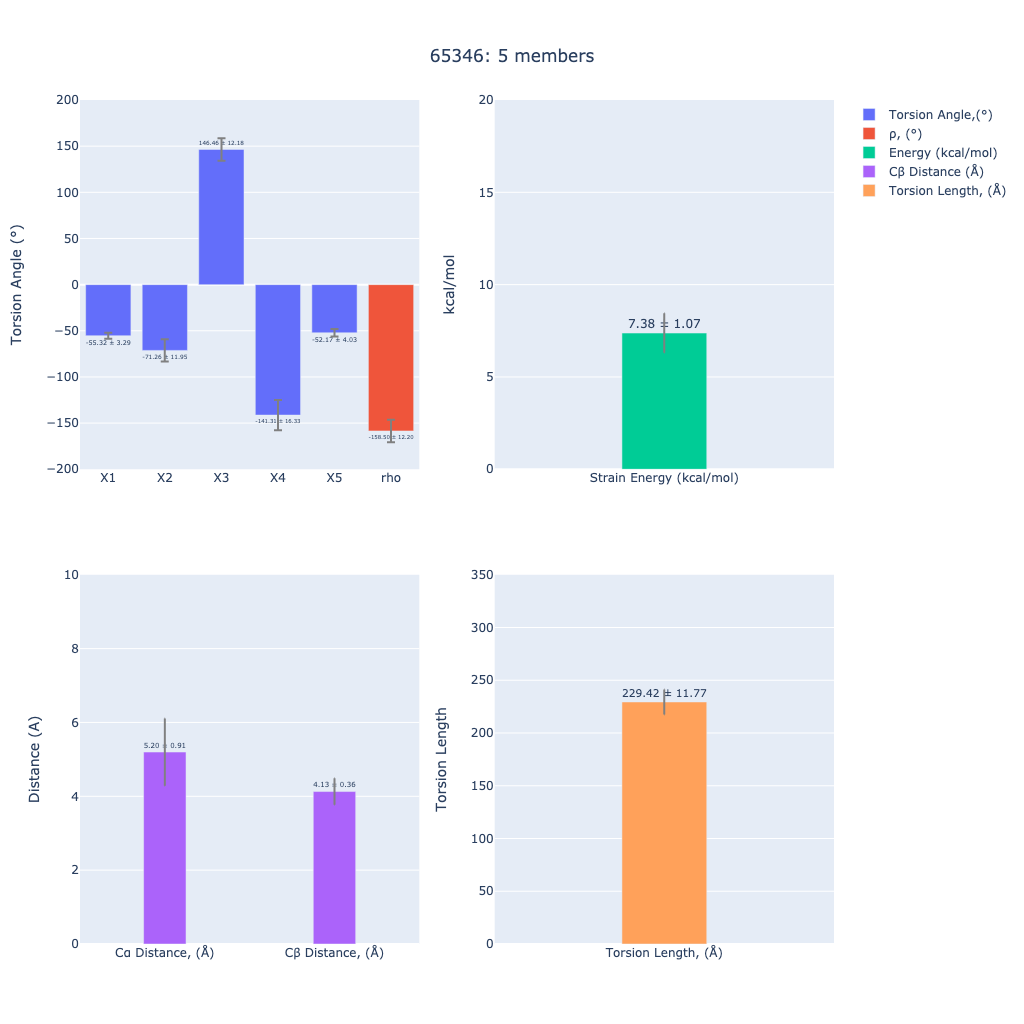 65346: 5 members
Torsion Angle (°)
200
150
100
50
0
−50
−100
−150
−200
146.46 ± 12.18
-55.32 ± 3.29
-71.26 ± 11.95
-141.31 ± 16.33
-52.17 ± 4.03
-158.50 ± 12.20
X1 X2 X3 X4 X5 rho
kcal/mol
20
15
10
5
0
7.38 ± 1.07
Strain Energy (kcal/mol)
Torsion Angle,(°)
ρ, (°)
Energy (kcal/mol)
Cβ Distance (Å)
Torsion Length, (Å)
Distance (A)
10
8
6
4
2
0
5.20 ± 0.91
4.13 ± 0.36
Cα Distance, (Å) Cβ Distance, (Å)
Torsion Length
350
300
250
200
150
100
50
0
229.42 ± 11.77
Torsion Length, (Å)